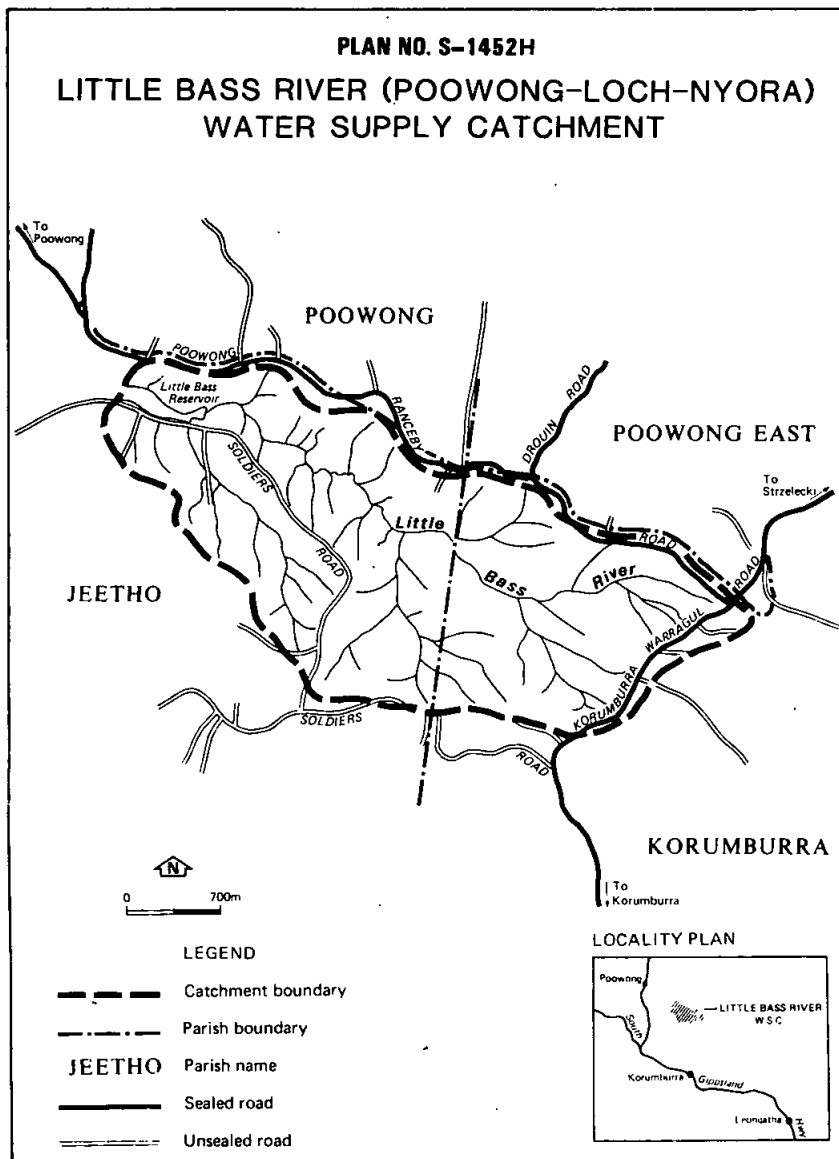 PLAN NO. S-1452H
LITTLE BASS RIVER (POOWONG-LOCH-NYORA)
WATER SUPPLY CATCHMENT
To
Poowong
POOWONG
POOWONG
Little Bass
Reservoir
RANCEBY
DROUIN ROAD
POOWONG EAST
To
Strzelecki
SOLDIERS
ROAD
Little
Bass
River
ROAD
ROAD
JEETHO
WARRAGUL
KORUMBURRA
SOLDIERS
ROAD
KORUMBURRA
N
0 700m
To
Korumburra
LEGEND
Catchment boundary
Parish boundary
JEETHO Parish name
Sealed road
Unsealed road
LOCALITY PLAN
Poowong
LITTLE BASS RIVER
W S C
South
Korumburra
Gippsland
Leongatha
Hwy